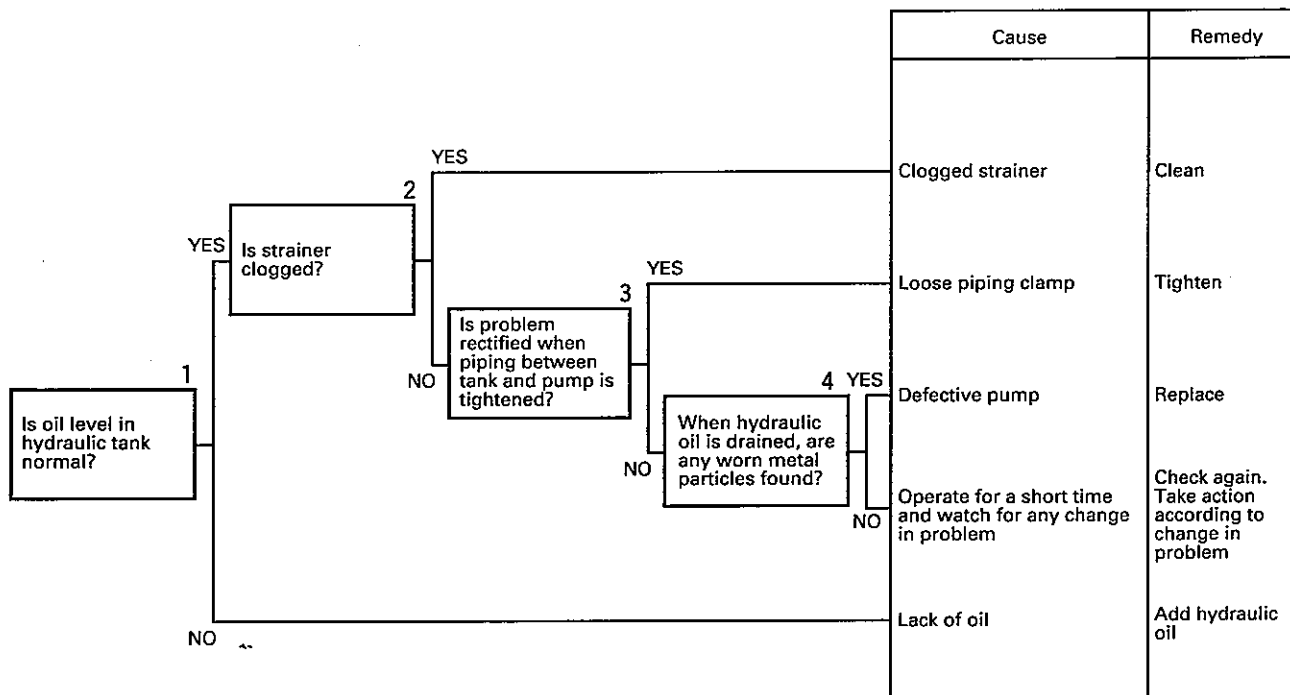 Cause
Remedy
YES
Clogged strainer
Clean
2
YES
Is strainer
clogged?
YES
Loose piping clamp
Tighten
3
Is problem
rectified when
piping between
tank and pump is
tightened?
NO
1
Is oil level in
hydraulic tank
normal?
4
YES
Defective pump
Replace
When hydraulic
oil is drained, are
any worn metal
particles found?
NO
NO
Operate for a short time
and watch for any change
in problem
Check again.
Take action
according to
change in
problem
NO
Lack of oil
Add hydraulic
oil